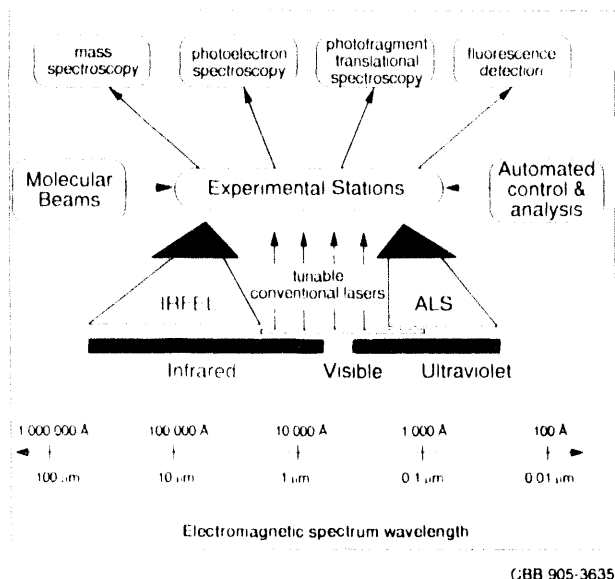 mass
spectroscopy
photoelectron
spectroscopy
photofragment
translational
spectroscopy
fluorescence
detection
Molecular
Beams
Experimental Stations
Automated
control &
analysis
tunable
conventional lasers
IRFEL
ALS
Infrared
Visible
Ultraviolet
1 000 000 Å
100 000 Å
10 000 Å
1 000 Å
100 Å
100 µm
10 µm
1 µm
0 1 µm
0 01 µm
Electromagnetic spectrum wavelength
CBB 905-3635